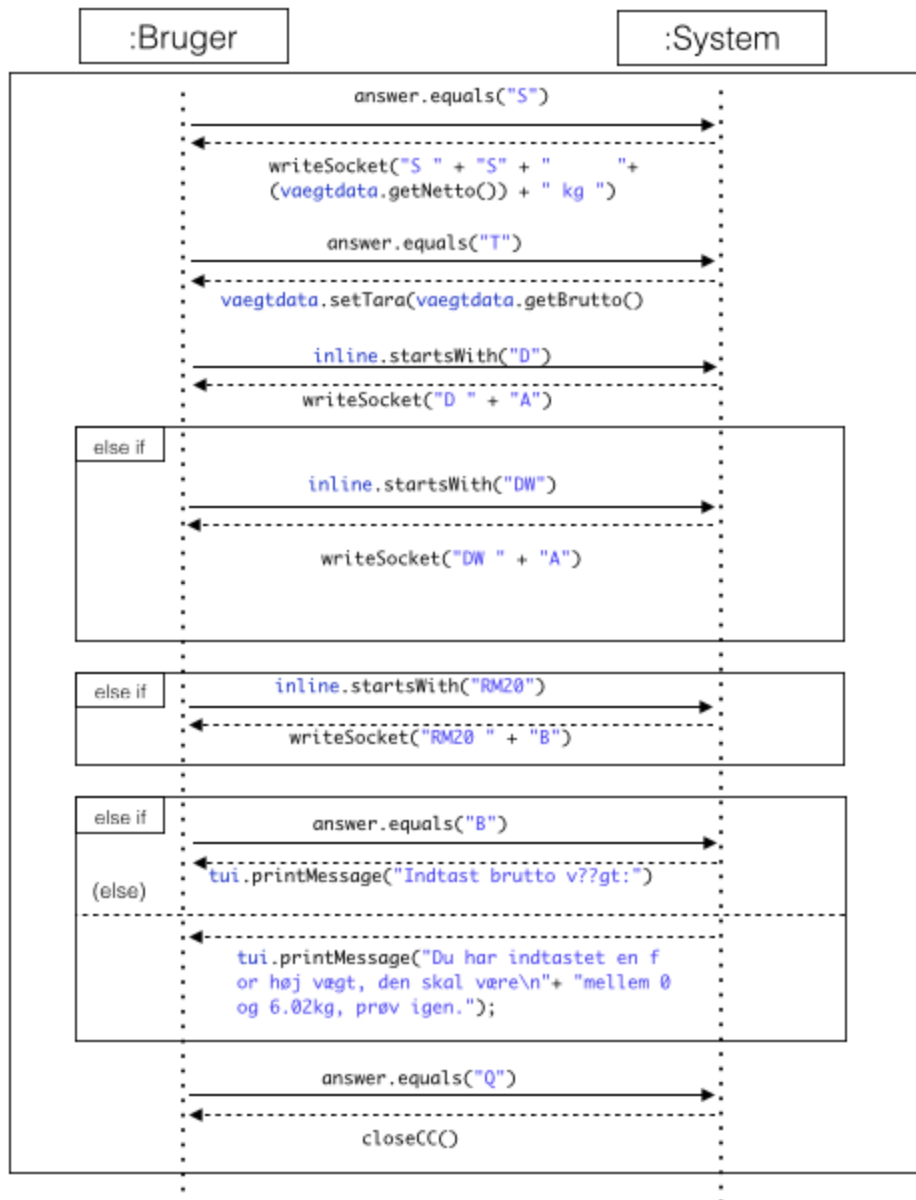 :Bruger
:System
answer.equals("S")
writeSocket("S " + "S" + "      "+
(vaegtdata.getNetto()) + " kg ")
answer.equals("T")
vaegtdata.setTara(vaegtdata.getBrutto()
inline.startsWith("D")
writeSocket("D " + "A")
else if
inline.startsWith("DW")
writeSocket("DW " + "A")
else if
inline.startsWith("RM20")
writeSocket("RM20 " + "B")
else if
answer.equals("B")
tui.printMessage("Indtast brutto v??gt:")
(else)
tui.printMessage("Du har indtastet en f
or høj vægt, den skal være\n"+ "mellem 0
og 6.02kg, prøv igen.");
answer.equals("Q")
closeCC()